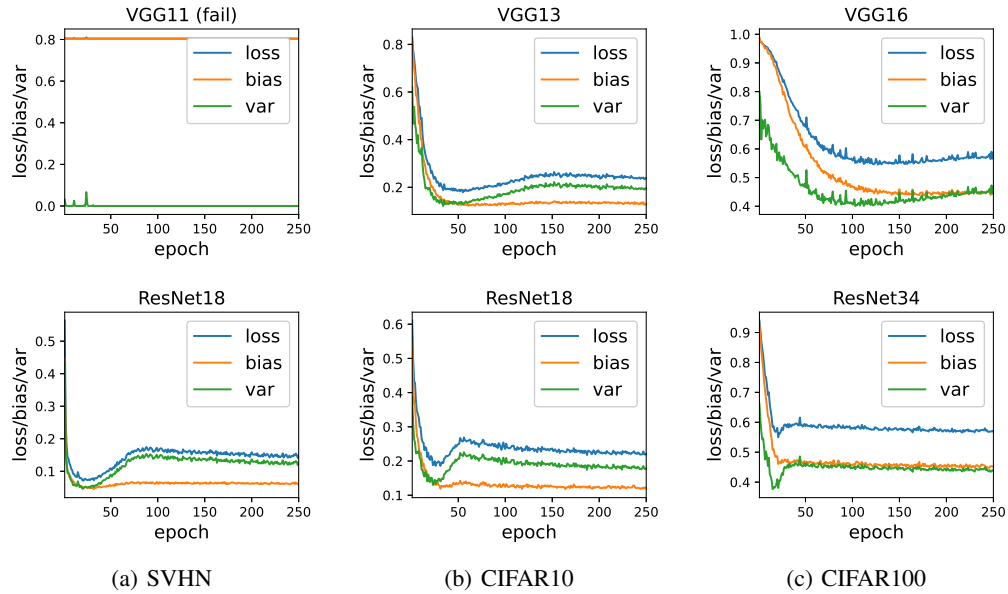 VGG11 (fail)
VGG13
VGG16
loss/bias/var
0.8
0.6
0.4
0.2
0.0
loss
bias
var
50 100 150 200 250
epoch
loss/bias/var
0.8
0.6
0.4
0.2
loss
bias
var
50 100 150 200 250
epoch
loss/bias/var
1.0
0.9
0.8
0.7
0.6
0.5
0.4
loss
bias
var
50 100 150 200 250
epoch
ResNet18
ResNet18
ResNet34
loss/bias/var
0.5
0.4
0.3
0.2
0.1
loss
bias
var
50 100 150 200 250
epoch
loss/bias/var
0.6
0.5
0.4
0.3
0.2
0.1
loss
bias
var
50 100 150 200 250
epoch
loss/bias/var
0.9
0.8
0.7
0.6
0.5
0.4
loss
bias
var
50 100 150 200 250
epoch
(a) SVHN
(b) CIFAR10
(c) CIFAR100